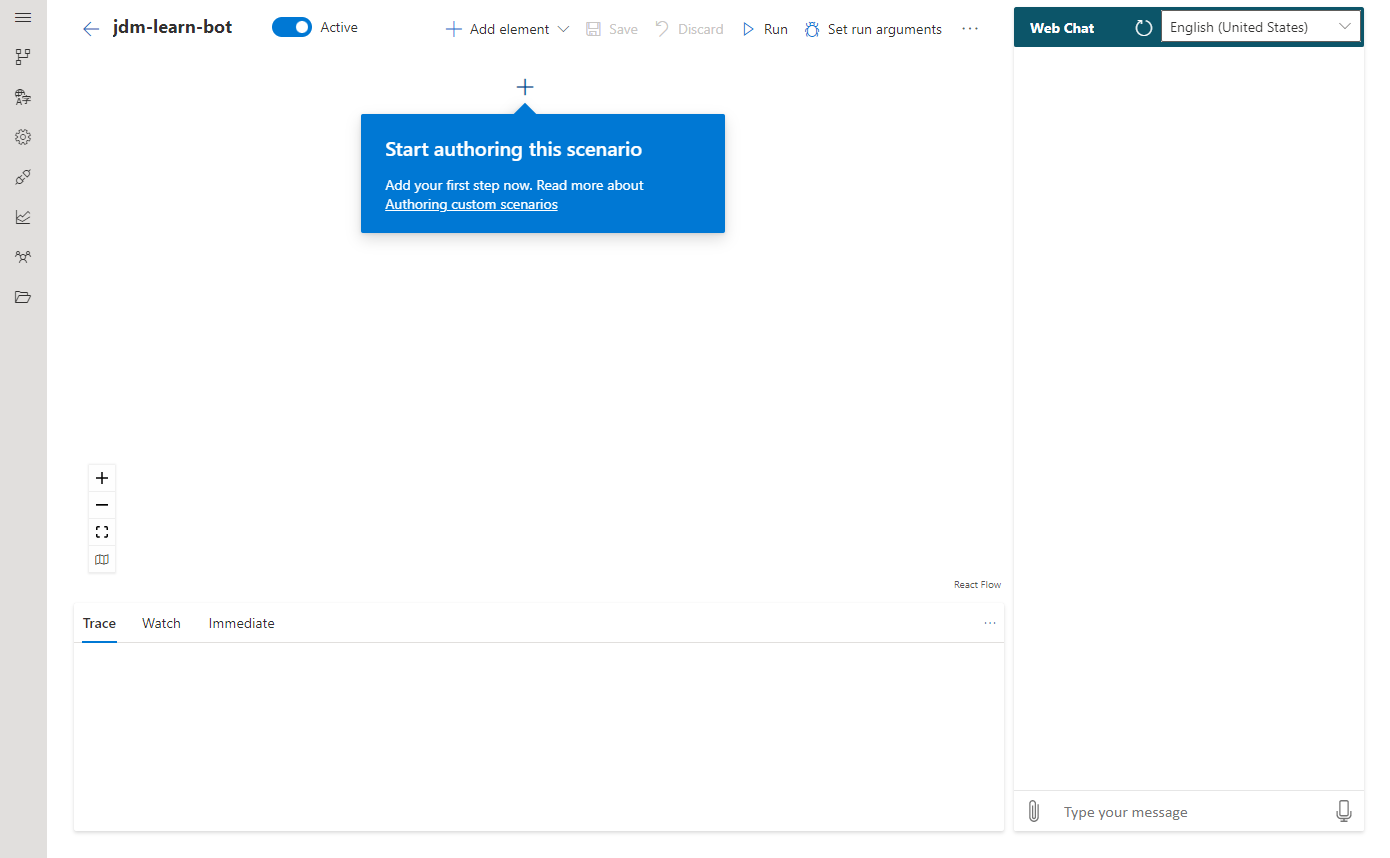 jdm-learn-bot
Active
Add element
Save
Discard
Run
Set run arguments
Web Chat
English (United States)
Start authoring this scenario
Add your first step now. Read more about
Authoring custom scenarios
React Flow
Trace
Watch
Immediate
Type your message